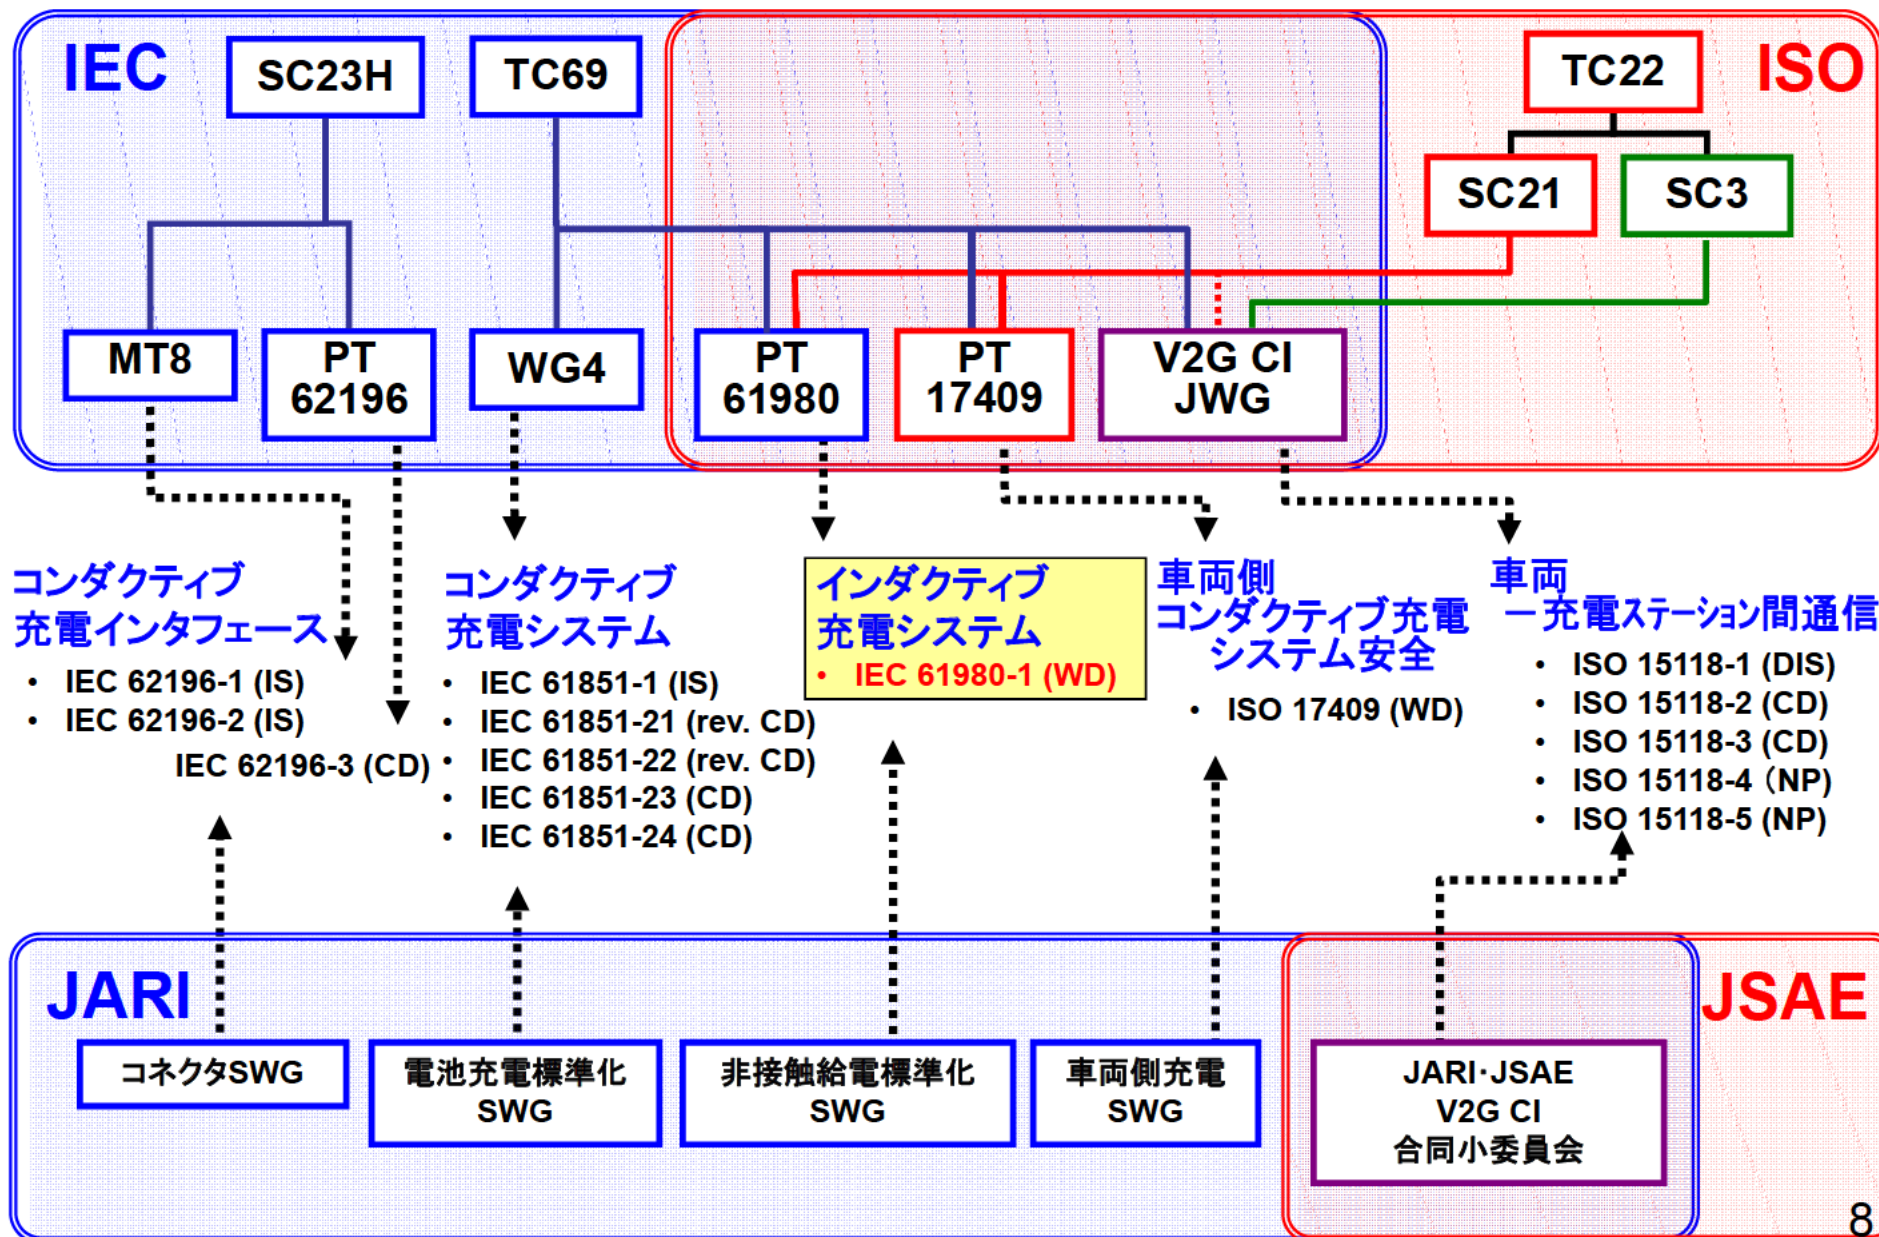 IEC
SC23H
TC69
TC22
ISO
SC21
SC3
MT8
PT
62196
WG4
PT
61980
PT
17409
V2G CI
JWG
コンダクティブ
充電インタフェース
• IEC 62196-1 (IS)
• IEC 62196-2 (IS)
IEC 62196-3 (CD)
コンダクティブ
充電システム
• IEC 61851-1 (IS)
• IEC 61851-21 (rev. CD)
• IEC 61851-22 (rev. CD)
• IEC 61851-23 (CD)
• IEC 61851-24 (CD)
インダクティブ
充電システム
• IEC 61980-1 (WD)
車両側
コンダクティブ充電
システム安全
• ISO 17409 (WD)
車両
－充電ステーション間通信
• ISO 15118-1 (DIS)
• ISO 15118-2 (CD)
• ISO 15118-3 (CD)
• ISO 15118-4（NP)
• ISO 15118-5 (NP)
JARI
JSAE
コネクタSWG
電池充電標準化
SWG
非接触給電標準化
SWG
車両側充電
SWG
JARI･JSAE
V2G CI
合同小委員会
8